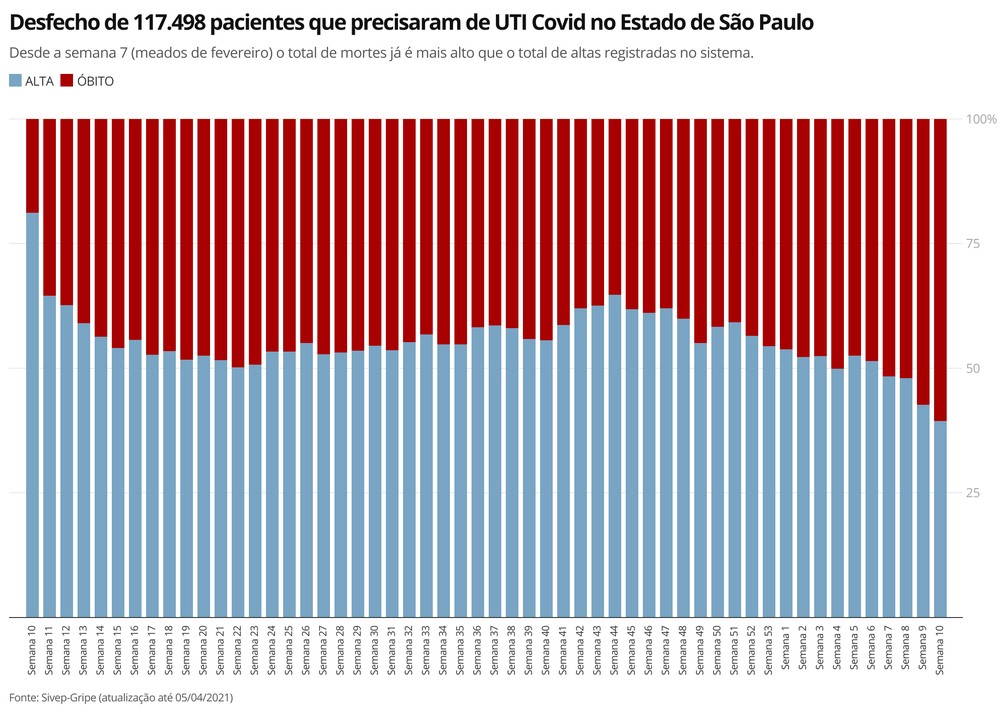 Desfecho de 117.498 pacientes que precisaram de UTI Covid no Estado de São Paulo
Desde a semana 7 (meados de fevereiro) o total de mortes já é mais alto que o total de altas registradas no sistema.
ALTA ÓBITO
100%
75
50
25
Semana 10
Semana 11
Semana 12
Semana 13
Semana 14
Semana 15
Semana 16
Semana 17
Semana 18
Semana 19
Semana 20
Semana 21
Semana 22
Semana 23
Semana 24
Semana 25
Semana 26
Semana 27
Semana 28
Semana 29
Semana 30
Semana 31
Semana 32
Semana 33
Semana 34
Semana 35
Semana 36
Semana 37
Semana 38
Semana 39
Semana 40
Semana 41
Semana 42
Semana 43
Semana 44
Semana 45
Semana 46
Semana 47
Semana 48
Semana 49
Semana 50
Semana 51
Semana 52
Semana 53
Semana 1
Semana 2
Semana 3
Semana 4
Semana 5
Semana 6
Semana 7
Semana 8
Semana 9
Semana 10
Fonte: Sivep-Gripe (atualização até 05/04/2021)